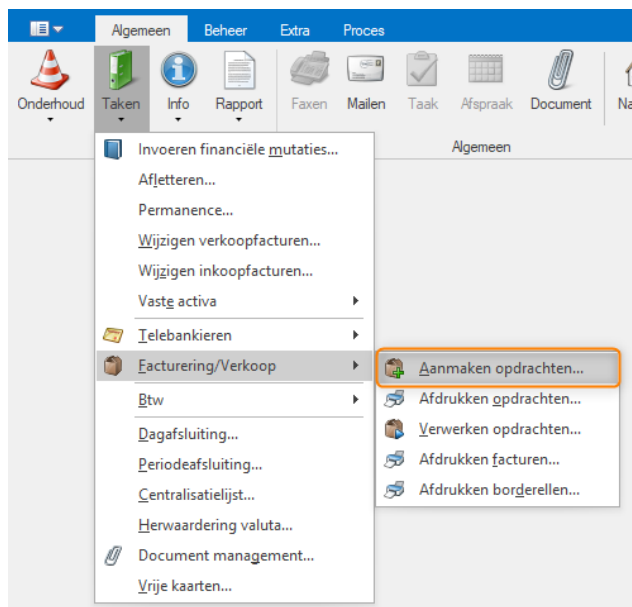 Algemeen Beheer Extra Proces
Onderhoud Taken Info Rapport Faxen Mailen Taak Afspraak Document Na
Algemeen
Invoeren financiële mutaties...
Afletteren...
Permanence...
Wijzigen verkoopfacturen...
Wijzigen inkoopfacturen...
Vaste activa
Telebankieren
Facturering/Verkoop
Aanmaken opdrachten...
Btw
Afdrukken opdrachten...
Dagafsluiting...
Verwerken opdrachten...
Periodeafsluiting...
Afdrukken facturen...
Centralisatielijst...
Afdrukken borderellen...
Herwaardering valuta...
Document management...
Vrije kaarten...